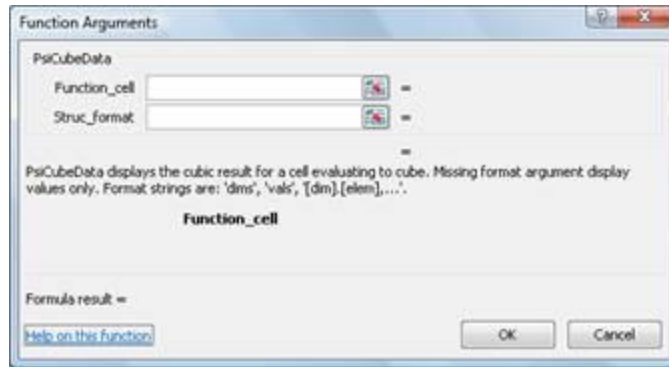 Function Arguments
PsiCubeData
Function_cell =
Struc_format =
=
PsiCubeData displays the cubic result for a cell evaluating to cube. Missing format argument display
values only. Format strings are: 'dims', 'vals', '[dim].[elem],...'.
Function_cell
Formula result =
Help on this function
OK Cancel